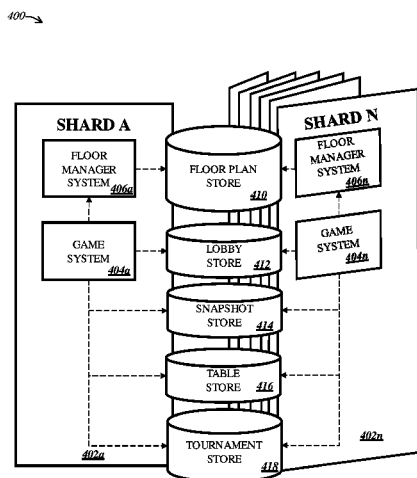 400
SHARD A
FLOOR
MANAGER
SYSTEM
406a
GAME
SYSTEM
404a
402a
FLOOR PLAN
STORE
410
LOBBY
STORE
412
SNAPSHOT
STORE
414
TABLE
STORE
416
TOURNAMENT
STORE
418
SHARD N
FLOOR
MANAGER
SYSTEM
406n
GAME
SYSTEM
404n
402n